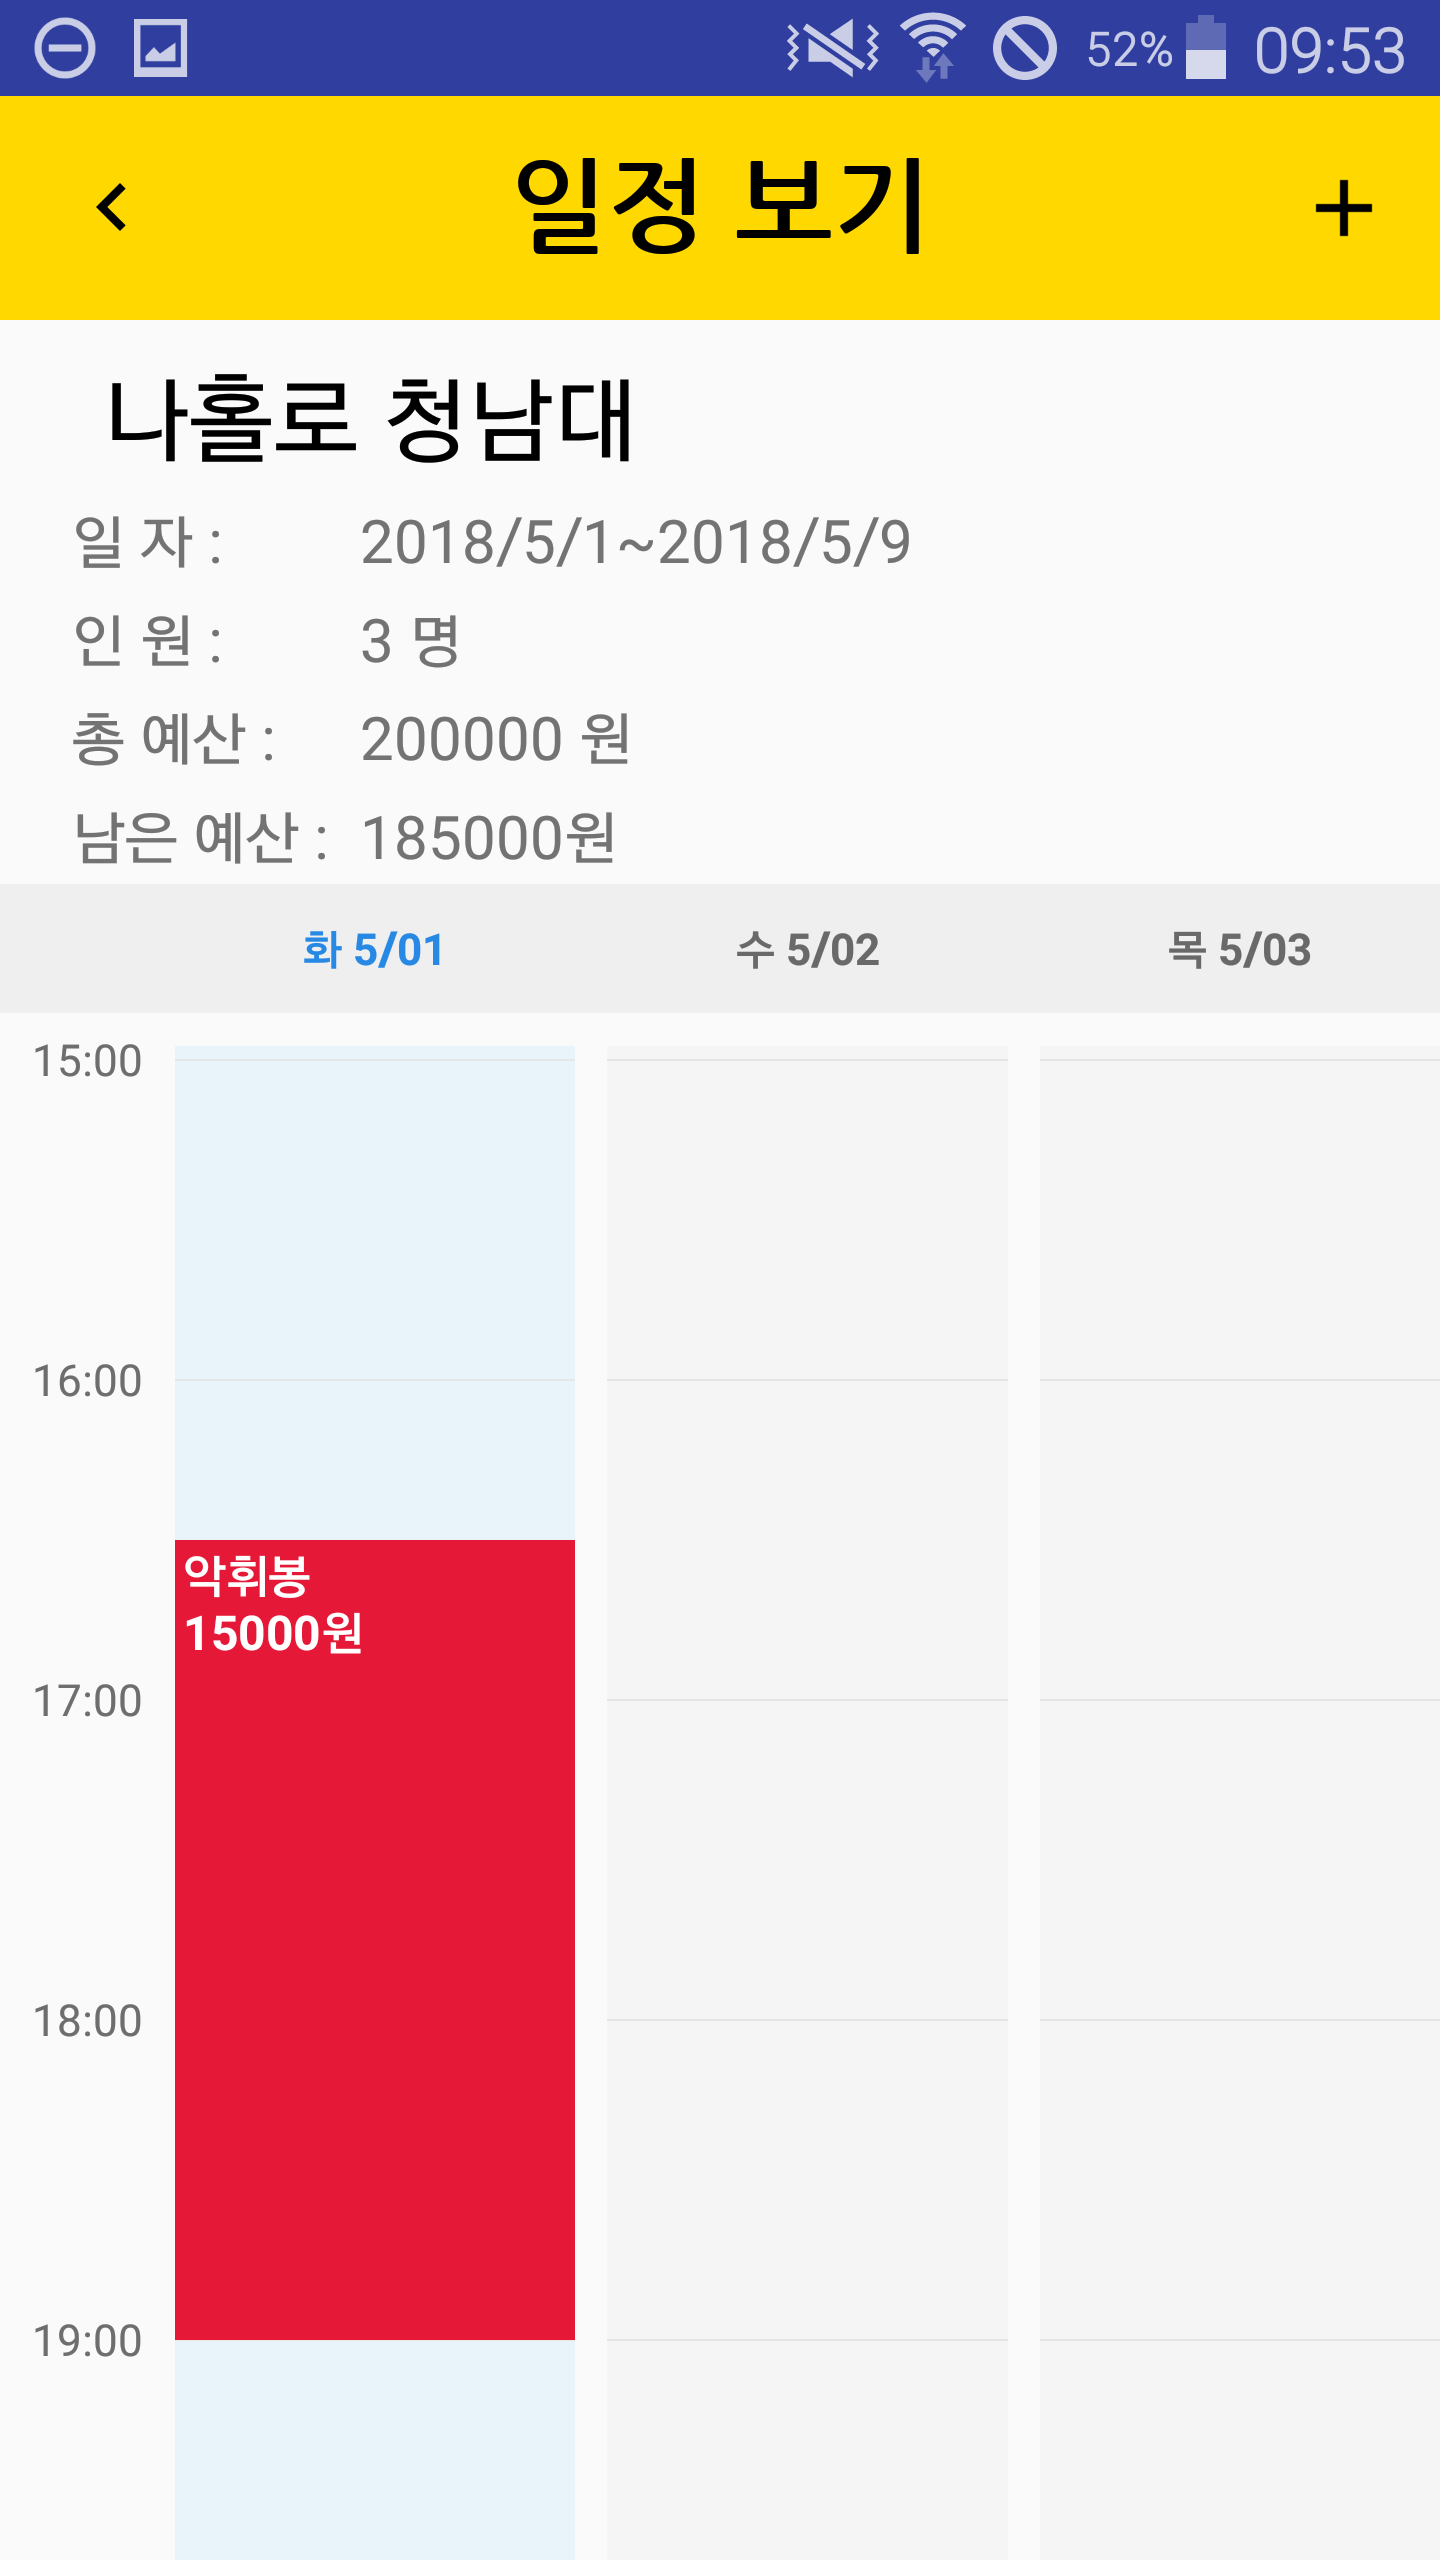 52% 09:53
일정 보기
나홀로 청남대
일 자 : 2018/5/1~2018/5/9
인 원 : 3 명
총 예산 : 200000 원
남은 예산 : 185000원
화 5/01 수 5/02 목 5/03
15:00
16:00
악휘봉
15000원
17:00
18:00
19:00